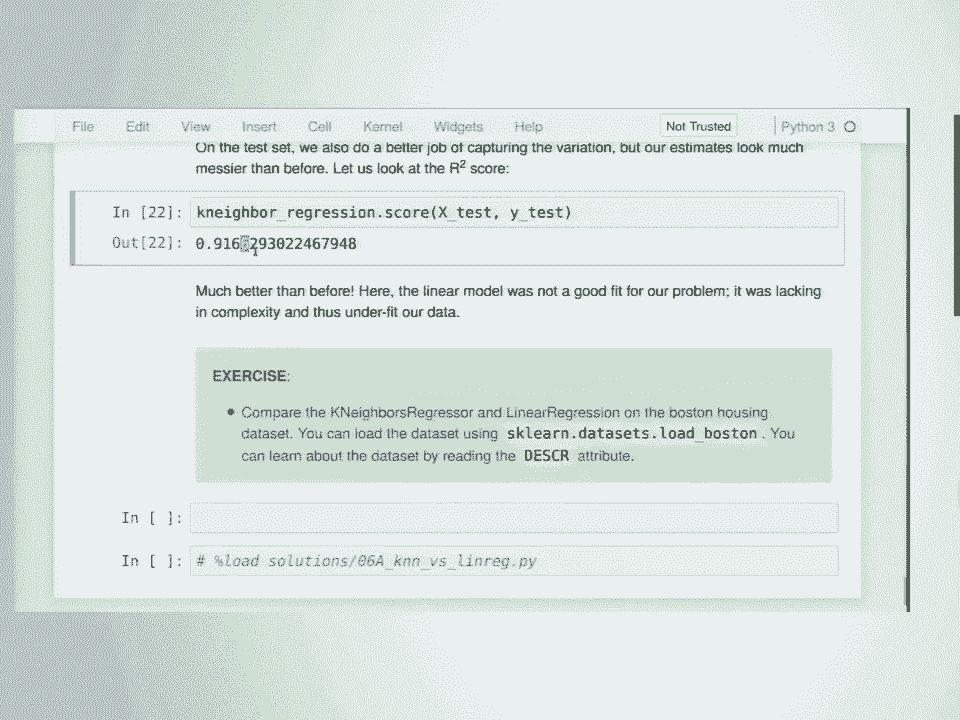 File Edit View Insert Cell Kernel Widgets Help Not Trusted Python 3
On the test set, we also do a better job of capturing the variation, but our estimates look much
messier than before. Let us look at the R² score:
In [22]: kneighbor_regression.score(X_test, y_test)
Out[22]:
Much better than before! Here, the linear model was not a good fit for our problem; it was lacking
in complexity and thus under-fit our data.
EXERCISE:
• Compare the KNeighborsRegressor and LinearRegression on the boston housing
dataset. You can load the dataset using sklearn.datasets.load_boston . You
can learn about the dataset by reading the DESCR attribute.
In [ ]:
In [ ]: # %load solutions/06A_knn_vs_linreg.py